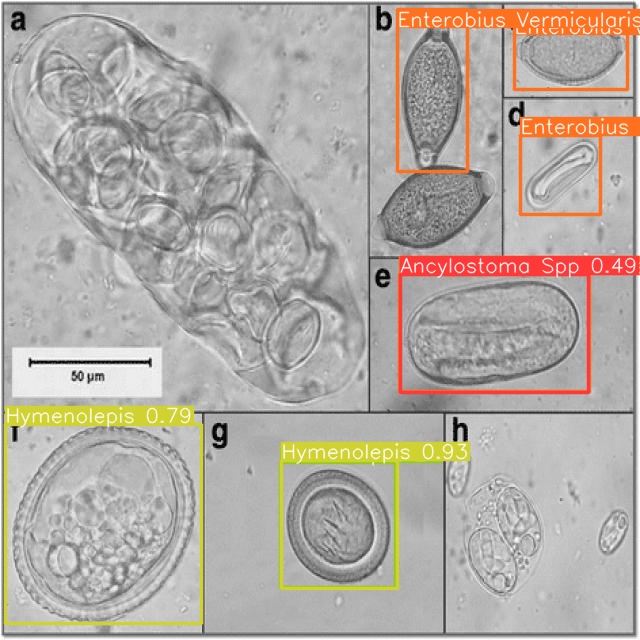 a
b
Enterobius Vermicularis
Enterobius
d
Enterobius
e
Ancylostoma Spp 0.49
50 µm
Hymenolepis 0.79
f
g
Hymenolepis 0.93
h